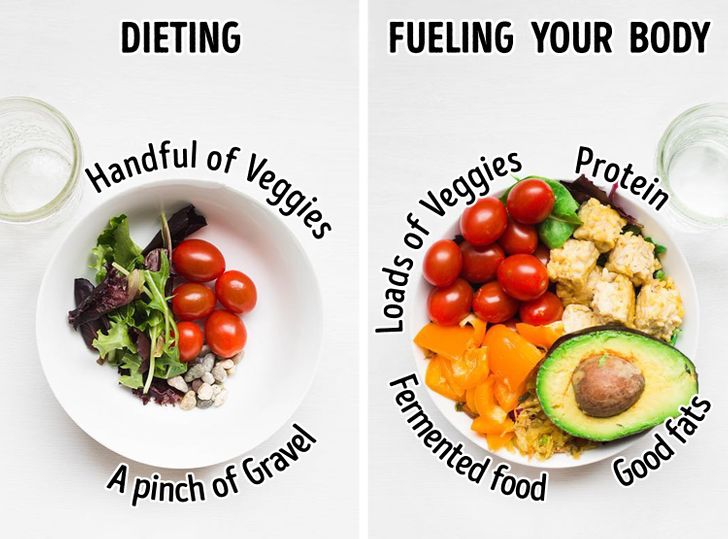 DIETING
Handful of Veggies
A pinch of Gravel
FUELING YOUR BODY
Loads of Veggies
Protein
Fermented food
Good fats